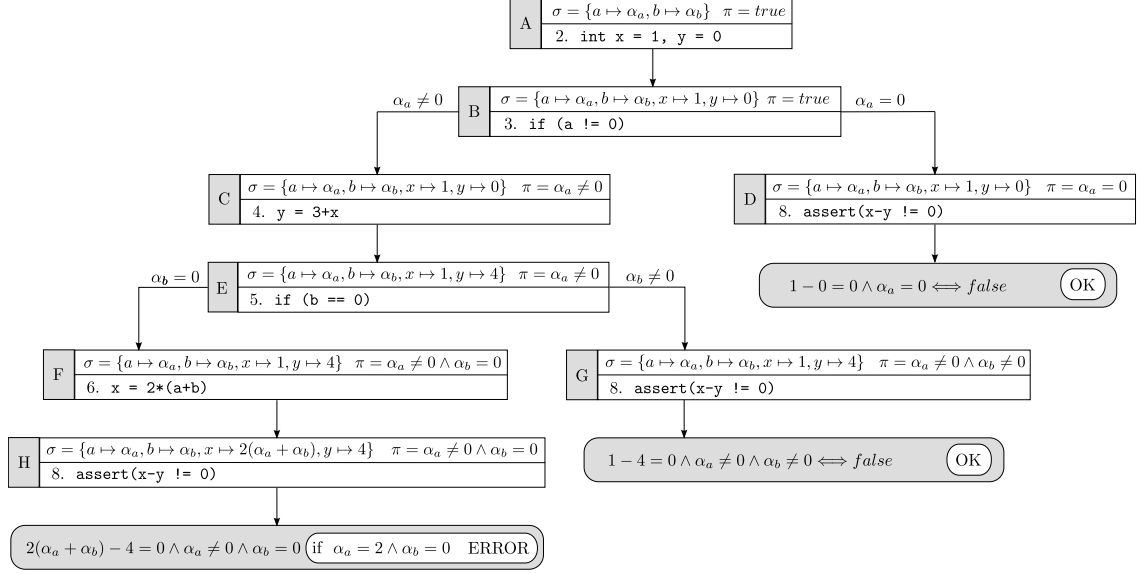 A σ = {a ↦ α_a, b ↦ α_b} π = true
2. int x = 1, y = 0
α_a ≠ 0
B σ = {a ↦ α_a, b ↦ α_b, x ↦ 1, y ↦ 0} π = true
α_a = 0
3. if (a != 0)
C σ = {a ↦ α_a, b ↦ α_b, x ↦ 1, y ↦ 0} π = α_a ≠ 0
4. y = 3+x
D σ = {a ↦ α_a, b ↦ α_b, x ↦ 1, y ↦ 0} π = α_a = 0
8. assert(x-y != 0)
α_b = 0
E σ = {a ↦ α_a, b ↦ α_b, x ↦ 1, y ↦ 4} π = α_a ≠ 0
α_b ≠ 0
5. if (b == 0)
1 − 0 = 0 ∧ α_a = 0 ⟺ false OK
F σ = {a ↦ α_a, b ↦ α_b, x ↦ 1, y ↦ 4} π = α_a ≠ 0 ∧ α_b = 0
6. x = 2*(a+b)
G σ = {a ↦ α_a, b ↦ α_b, x ↦ 1, y ↦ 4} π = α_a ≠ 0 ∧ α_b ≠ 0
8. assert(x-y != 0)
H σ = {a ↦ α_a, b ↦ α_b, x ↦ 2(α_a + α_b), y ↦ 4} π = α_a ≠ 0 ∧ α_b = 0
8. assert(x-y != 0)
1 − 4 = 0 ∧ α_a ≠ 0 ∧ α_b ≠ 0 ⟺ false OK
2(α_a + α_b) − 4 = 0 ∧ α_a ≠ 0 ∧ α_b = 0 if α_a = 2 ∧ α_b = 0 ERROR